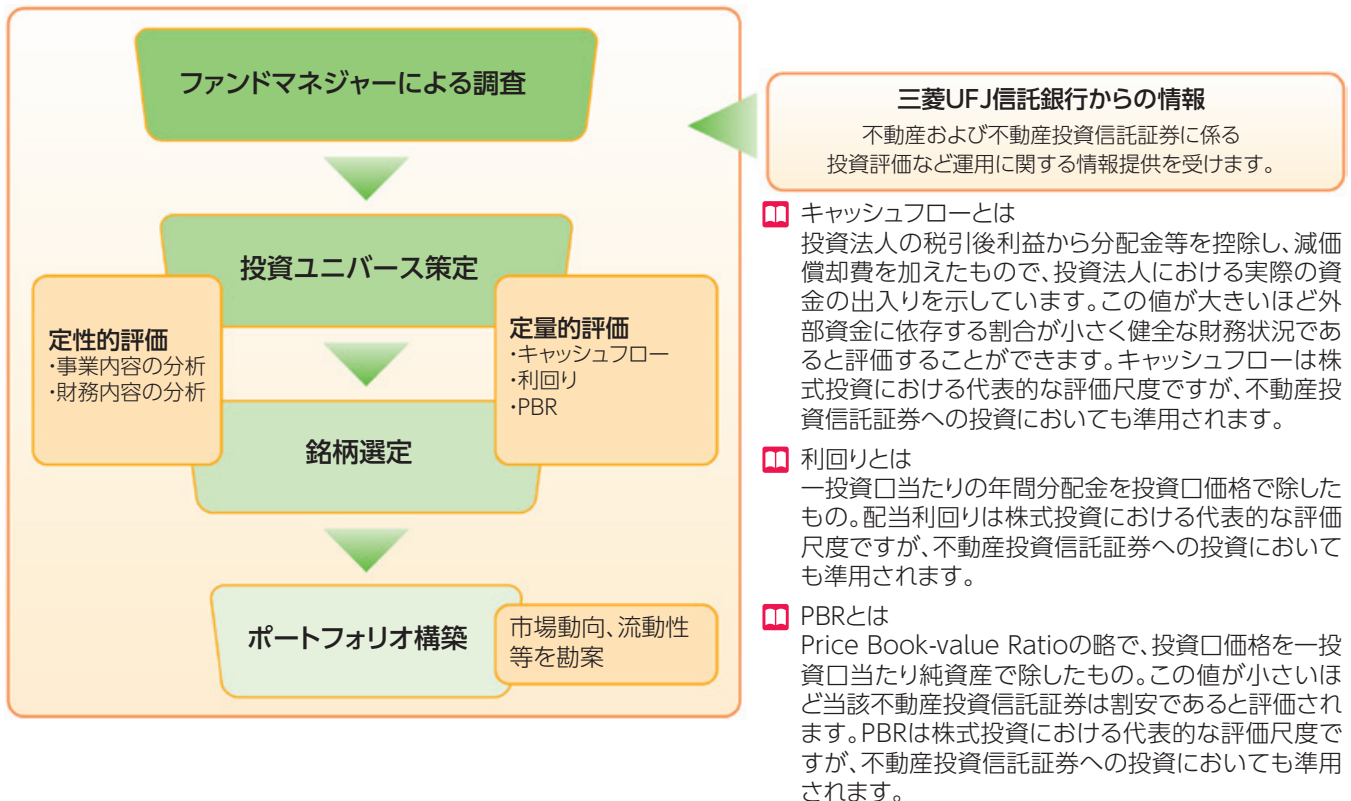 ファンドマネジャーによる調査
投資ユニバース策定
定性的評価
・事業内容の分析
・財務内容の分析
定量的評価
・キャッシュフロー
・利回り
・PBR
銘柄選定
ポートフォリオ構築
市場動向、流動性
等を勘案
三菱UFJ信託銀行からの情報
不動産および不動産投資信託証券に係る
投資評価など運用に関する情報提供を受けます。
キャッシュフローとは
投資法人の税引後利益から分配金等を控除し、減価
償却費を加えたもので、投資法人における実際の資
金の出入りを示しています。この値が大きいほど外
部資金に依存する割合が小さく健全な財務状況であ
ると評価することができます。キャッシュフローは株
式投資における代表的な評価尺度ですが、不動産投
資信託証券への投資においても準用されます。
利回りとは
一投資口当たりの年間分配金を投資口価格で除した
もの。配当利回りは株式投資における代表的な評価
尺度ですが、不動産投資信託証券への投資において
も準用されます。
PBRとは
Price Book-value Ratioの略で、投資口価格を一投
資口当たり純資産で除したもの。この値が小さいほ
ど当該不動産投資信託証券は割安であると評価され
ます。PBRは株式投資における代表的な評価尺度で
すが、不動産投資信託証券への投資においても準用
されます。